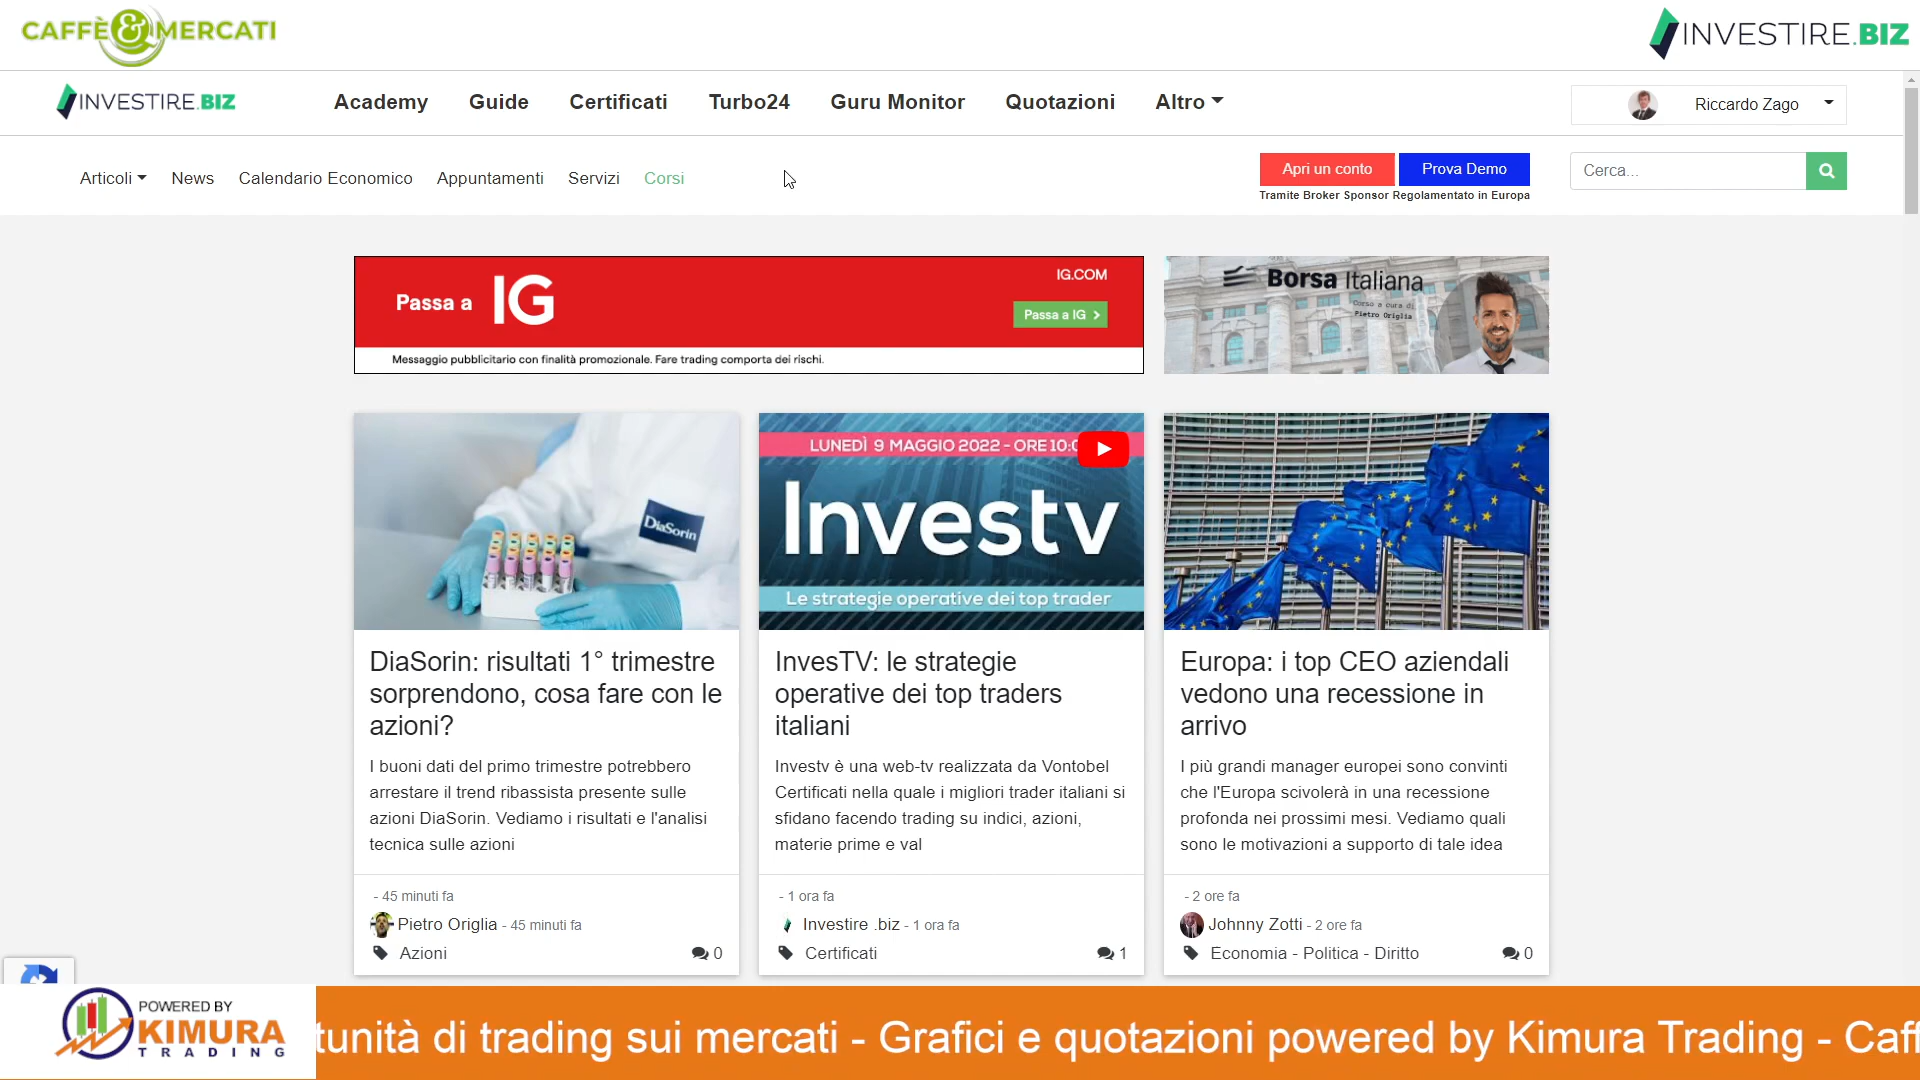 CAFFÈ&MERCATI
INVESTIRE.BIZ
INVESTIRE.BIZ
Academy Guide Certificati Turbo24 Guru Monitor Quotazioni Altro
Riccardo Zago
Articoli News Calendario Economico Appuntamenti Servizi Corsi
Apri un conto Prova Demo
Tramite Broker Sponsor Regolamentato in Europa
Cerca...
Passa a IG
IG.COM
Passa a IG >
Messaggio pubblicitario con finalità promozionale. Fare trading comporta dei rischi.
Borsa Italiana
Corso a cura di
Pietro Origlia
DiaSorin
LUNEDÌ 9 MAGGIO 2022 - ORE 10:0
Investv
Le strategie operative dei top trader
DiaSorin: risultati 1° trimestre
sorprendono, cosa fare con le
azioni?
I buoni dati del primo trimestre potrebbero
arrestare il trend ribassista presente sulle
azioni DiaSorin. Vediamo i risultati e l'analisi
tecnica sulle azioni
- 45 minuti fa
Pietro Origlia - 45 minuti fa
Azioni 0
InvesTV: le strategie
operative dei top traders
italiani
Investv è una web-tv realizzata da Vontobel
Certificati nella quale i migliori trader italiani si
sfidano facendo trading su indici, azioni,
materie prime e val
- 1 ora fa
Investire .biz - 1 ora fa
Certificati 1
Europa: i top CEO aziendali
vedono una recessione in
arrivo
I più grandi manager europei sono convinti
che l'Europa scivolerà in una recessione
profonda nei prossimi mesi. Vediamo quali
sono le motivazioni a supporto di tale idea
- 2 ore fa
Johnny Zotti - 2 ore fa
Economia - Politica - Diritto 0
POWERED BY
KIMURA
TRADING
tunità di trading sui mercati - Grafici e quotazioni powered by Kimura Trading - Caff